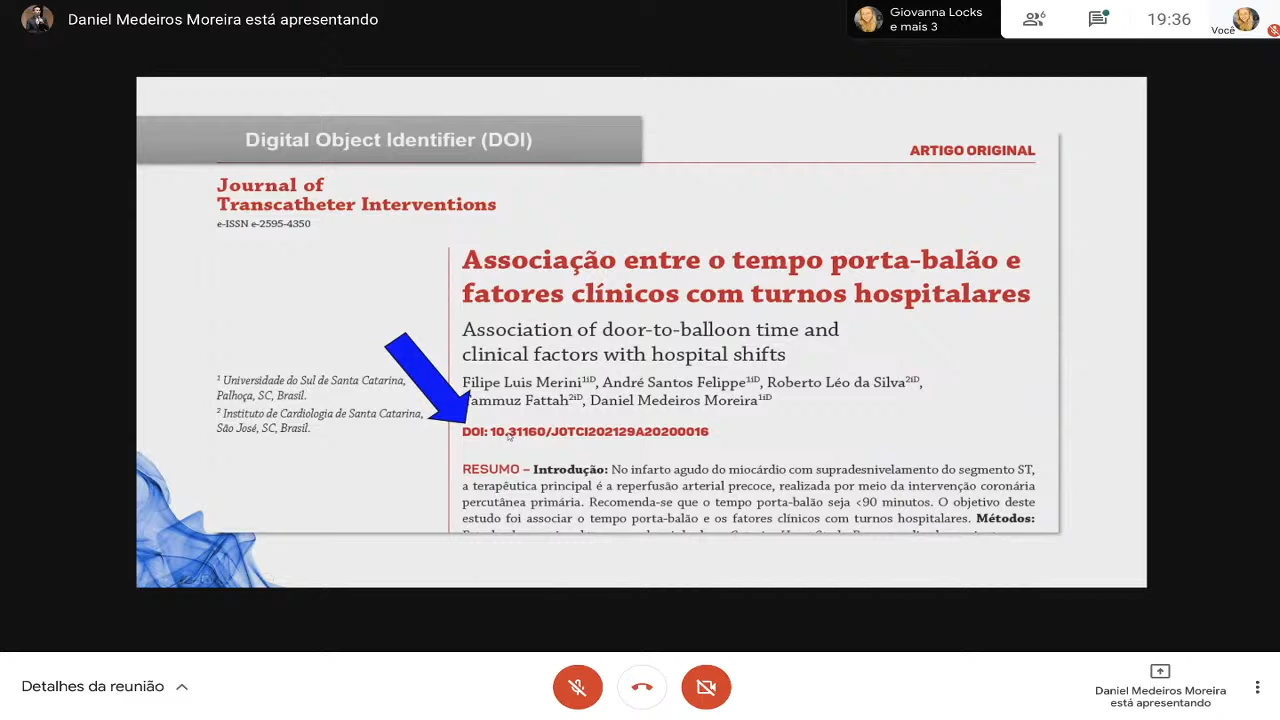 Daniel Medeiros Moreira está apresentando
Giovanna Locks
e mais 3
6
19:36
Você
Digital Object Identifier (DOI)
ARTIGO ORIGINAL
Journal of
Transcatheter Interventions
e-ISSN e-2595-4350
Associação entre o tempo porta-balão e
fatores clínicos com turnos hospitalares
Association of door-to-balloon time and
clinical factors with hospital shifts
1 Universidade do Sul de Santa Catarina,
Palhoça, SC, Brasil.
2 Instituto de Cardiologia de Santa Catarina,
São José, SC, Brasil.
Filipe Luis Merini1iD, André Santos Felippe1iD, Roberto Léo da Silva2iD,
Fattah2iD, Daniel Medeiros Moreira1iD
DOI: 10.31160/JOTCI202129A20200016
RESUMO – Introdução: No infarto agudo do miocárdio com supradesnivelamento do segmento ST,
a terapêutica principal é a reperfusão arterial precoce, realizada por meio da intervenção coronária
percutânea primária. Recomenda-se que o tempo porta-balão seja <90 minutos. O objetivo deste
estudo foi associar o tempo porta-balão e os fatores clínicos com turnos hospitalares. Métodos:
Detalhes da reunião
Daniel Medeiros Moreira
está apresentando